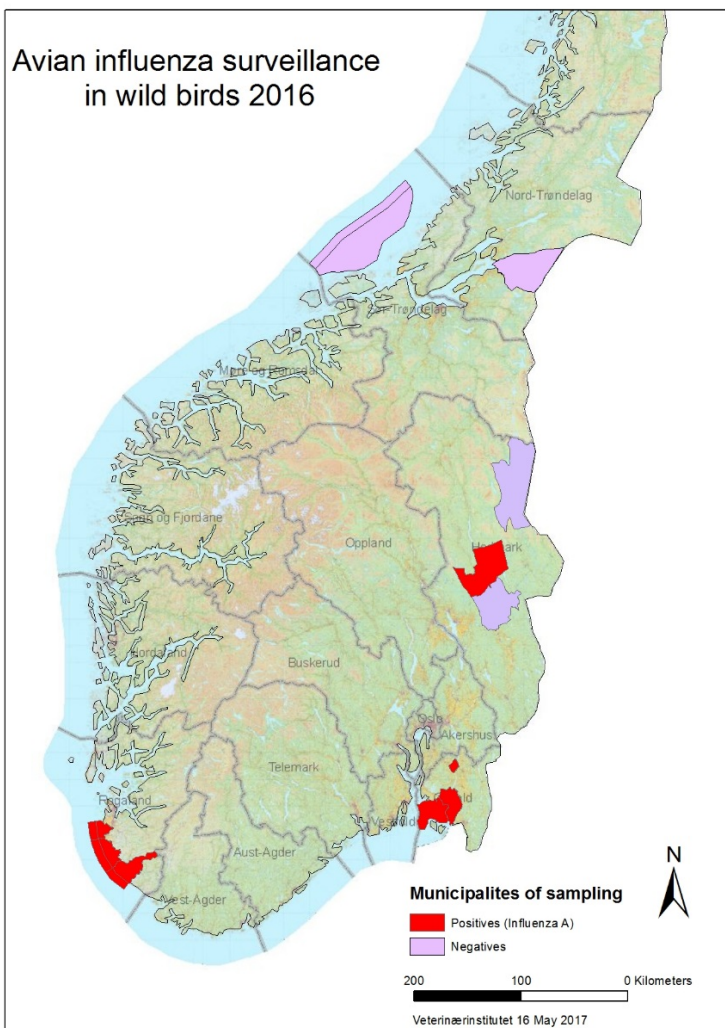 Avian influenza surveillance
in wild birds 2016
Nord-Trøndelag
Sør-Trøndelag
Møre og Romsdal
Sogn og Fjordane
Oppland
Hedmark
Hordaland
Buskerud
Oslo
Akershus
Telemark
Rogaland
Vestfold
Aust-Agder
Vest-Agder
N
Municipalites of sampling
Positives (Influenza A)
Negatives
200 100 0 Kilometers
Veterinærinstitutet 16 May 2017